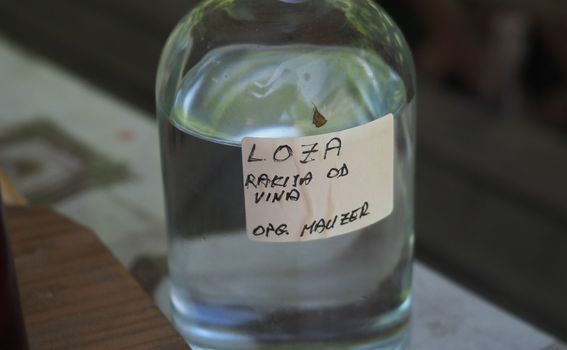 LOZA
RAKIJA OD
VINA
OPG. MAUZER